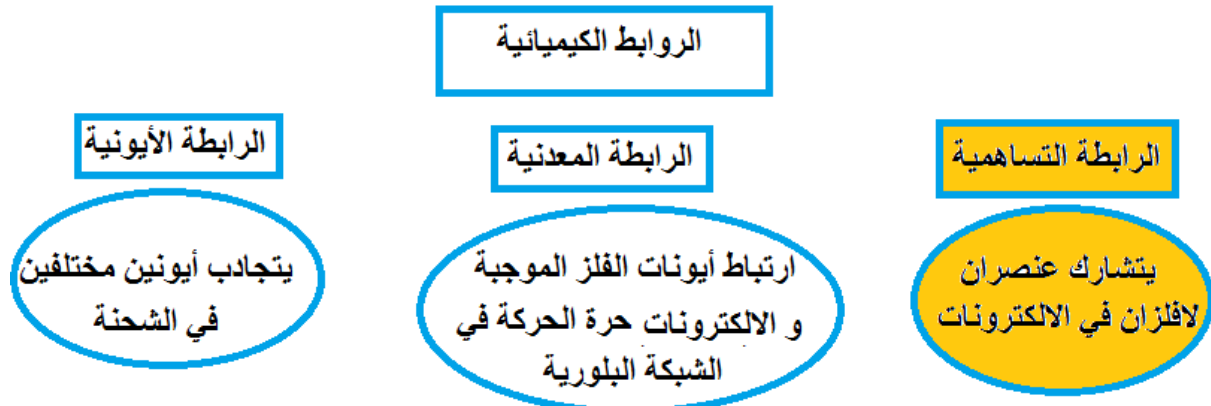 الروابط الكيميائية
الرابطة التساهمية
يتشارك عنصران
لافلزان في الالكترونات
الرابطة المعدنية
ارتباط أيونات الفلز الموجبة
و الالكترونات حرة الحركة في
الشبكة البلورية
الرابطة الأيونية
يتجادب أيونين مختلفين
في الشحنة